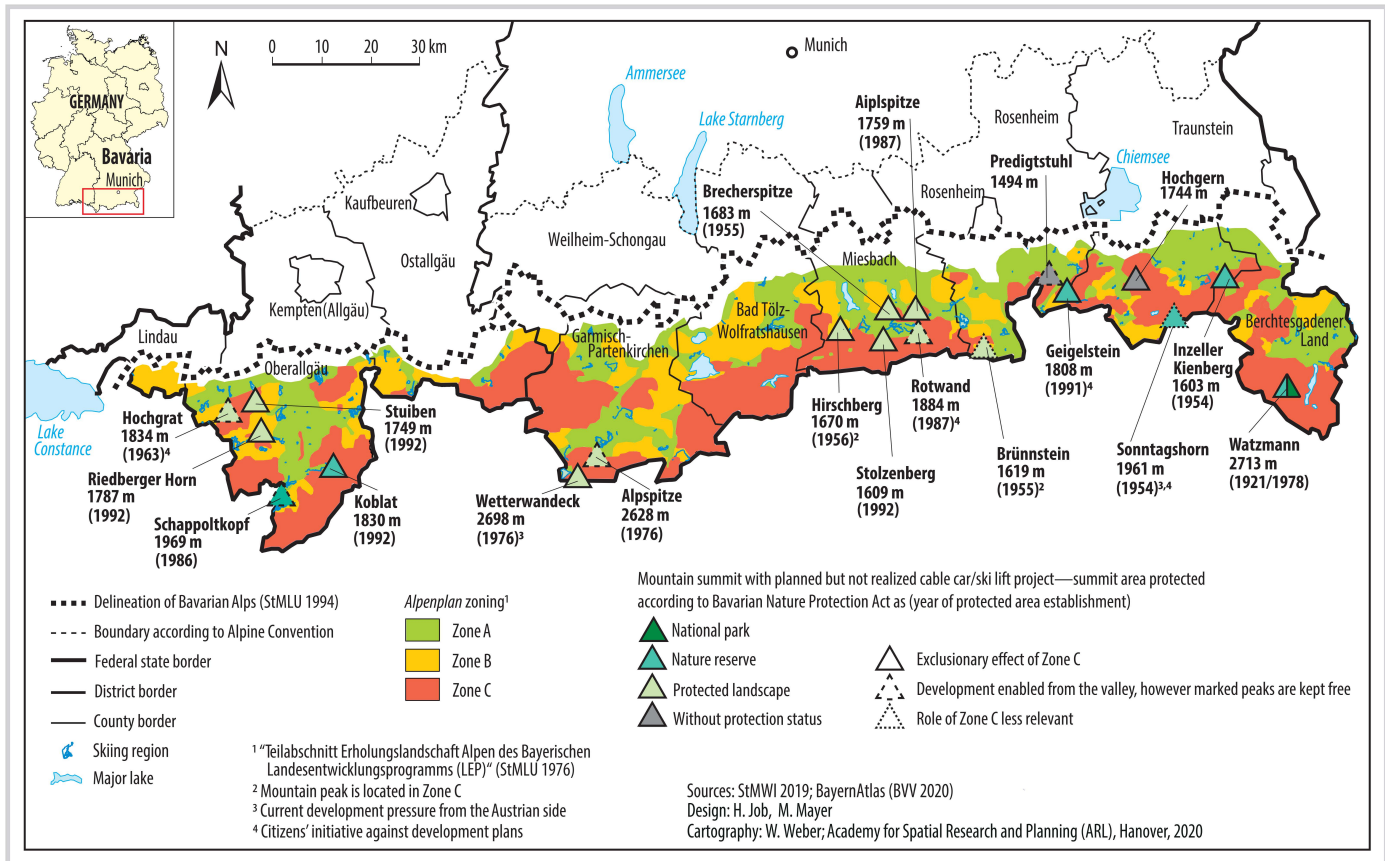 GERMANY
Bavaria
Munich
N
0 10 20 30 km
Munich
Ammersee
Lake Starnberg
Chiemsee
Lake
Constance
Lindau
Kempten (Allgäu)
Kaufbeuren
Ostallgäu
Oberallgäu
Weilheim-Schongau
Garmisch-
Partenkirchen
Bad Tölz-
Wolfratshausen
Miesbach
Rosenheim
Rosenheim
Traunstein
Berchtesgadener
Land
Aiplspitze
1759 m
(1987)
Brecherspitze
1683 m
(1955)
Predigtstuhl
1494 m
Hochgern
1744 m
Hochgrat
1834 m
(1963)⁴
Riedberger Horn
1787 m
(1992)
Schappoltkopf
1969 m
(1986)
Stuiben
1749 m
(1992)
Koblat
1830 m
(1992)
Wetterwandeck
2698 m
(1976)³
Alpspitze
2628 m
(1976)
Hirschberg
1670 m
(1956)²
Stolzenberg
1609 m
(1992)
Rotwand
1884 m
(1987)⁴
Brünnstein
1619 m
(1955)²
Geigelstein
1808 m
(1991)⁴
Sonntagshorn
1961 m
(1954)³,⁴
Inzeller
Kienberg
1603 m
(1954)
Watzmann
2713 m
(1921/1978)
Delineation of Bavarian Alps (StMLU 1994)
Boundary according to Alpine Convention
Federal state border
District border
County border
Skiing region
Major lake
Alpenplan zoning¹
Zone A
Zone B
Zone C
Mountain summit with planned but not realized cable car/ski lift project—summit area protected
according to Bavarian Nature Protection Act as (year of protected area establishment)
National park
Nature reserve
Protected landscape
Without protection status
Exclusionary effect of Zone C
Development enabled from the valley, however marked peaks are kept free
Role of Zone C less relevant
¹ "Teilabschnitt Erholungslandschaft Alpen des Bayerischen
Landesentwicklungsprogramms (LEP)" (StMLU 1976)
² Mountain peak is located in Zone C
³ Current development pressure from the Austrian side
⁴ Citizens' initiative against development plans
Sources: StMWI 2019; BayernAtlas (BVV 2020)
Design: H. Job, M. Mayer
Cartography: W. Weber; Academy for Spatial Research and Planning (ARL), Hanover, 2020